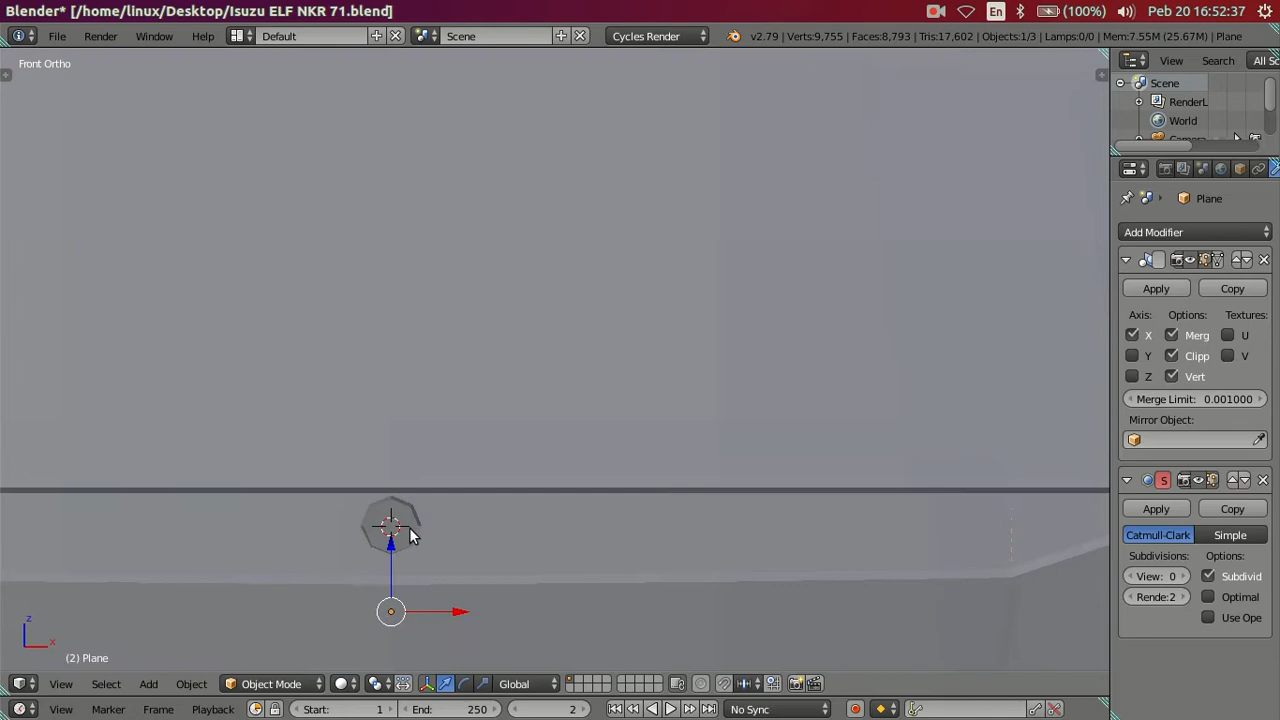 Blender* [/home/linux/Desktop/Isuzu ELF NKR 71.blend] En (100%) Peb 20 16:52:37
File Render Window Help Default Scene Cycles Render v2.79 | Verts:9,755 | Faces:8,793 | Tris:17,602 | Objects:1/3 | Lamps:0/0 | Mem:7.55M (25.67M) | Plane
Front Ortho
View Search All Sc
Scene
RenderL
World
Camera
Plane
Add Modifier
Apply Copy
Axis: Options: Textures:
X Merg U
Y Clipp V
Z Vert
Merge Limit: 0.001000
Mirror Object:
S
Apply Copy
Catmull-Clark Simple
Subdivisions: Options:
View: 0 Subdivid
Rende:2 Optimal
Use Ope
z
x
(2) Plane
View Select Add Object Object Mode Global
View Marker Frame Playback Start: 1 End: 250 2 No Sync